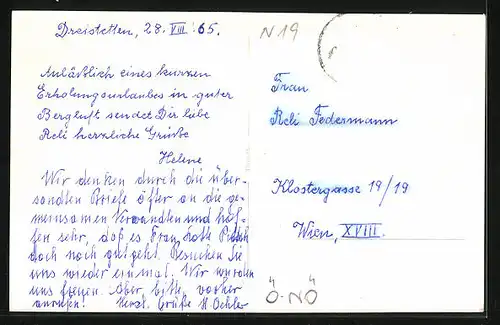 Dreistetten, 28. VIII. 65.
Anläßlich eines kurzen
Erholungsurlaubes in guter
Bergluft sendet Dir liebe
Reli herzliche Grüße
Helene
Wir denken durch die über-
sandten Briefe öfter an die ge-
meinsamen Verwandten und hof-
fen sehr, daß es Frau
doch noch gut geht. Besuchen Sie
uns wieder einmal. Wir würden
uns freuen. Aber bitte vorher
anrufen! Herzl. Grüße H. Oehler
N19
Frau
Reli Federmann
Klostergasse 19/19
Wien, XVIII.
Ö-NÖ